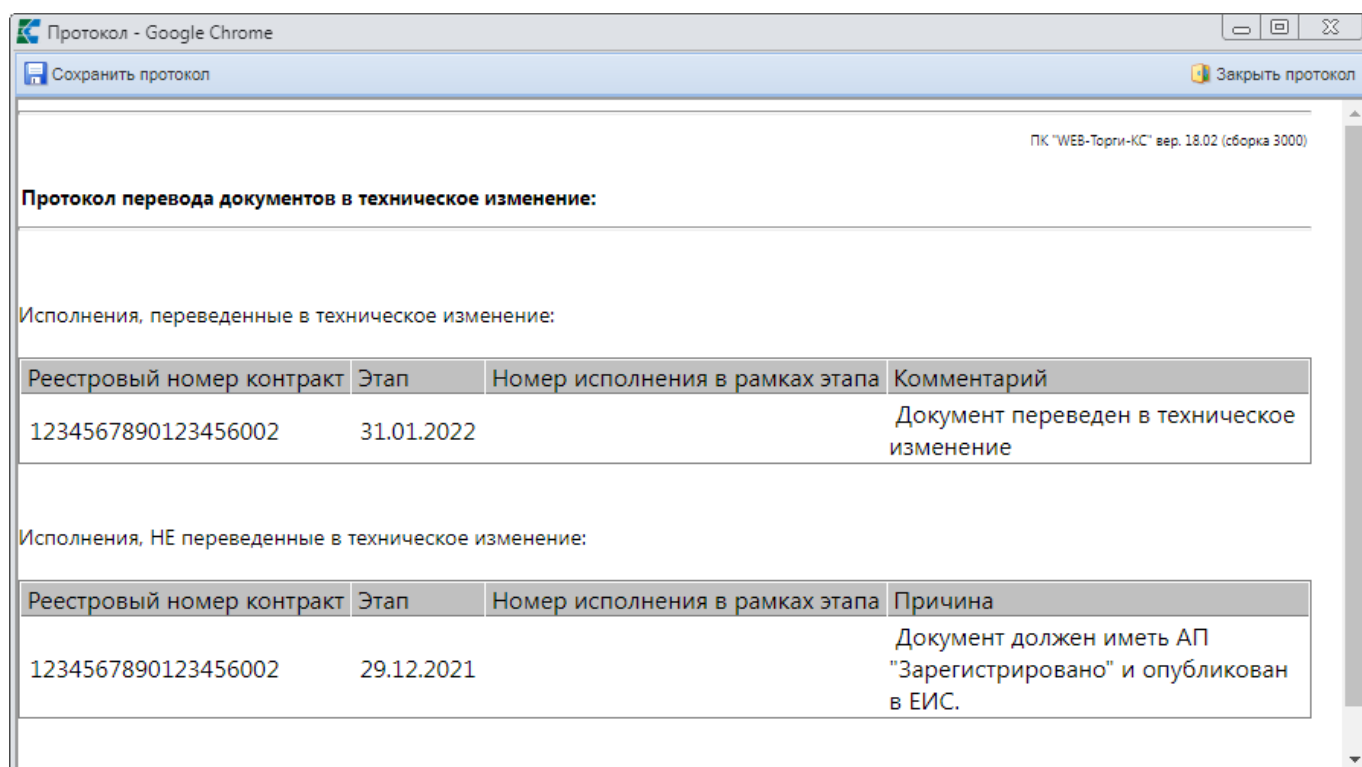 Протокол - Google Chrome
Сохранить протокол
Закрыть протокол
ПК "WEB-Торги-КС" вер. 18.02 (сборка 3000)
Протокол перевода документов в техническое изменение:
Исполнения, переведенные в техническое изменение:
Реестровый номер контракт Этап Номер исполнения в рамках этапа Комментарий
1234567890123456002 31.01.2022 Документ переведен в техническое
изменение
Исполнения, НЕ переведенные в техническое изменение:
Реестровый номер контракт Этап Номер исполнения в рамках этапа Причина
Документ должен иметь АП
1234567890123456002 29.12.2021 "Зарегистрировано" и опубликован
в ЕИС.